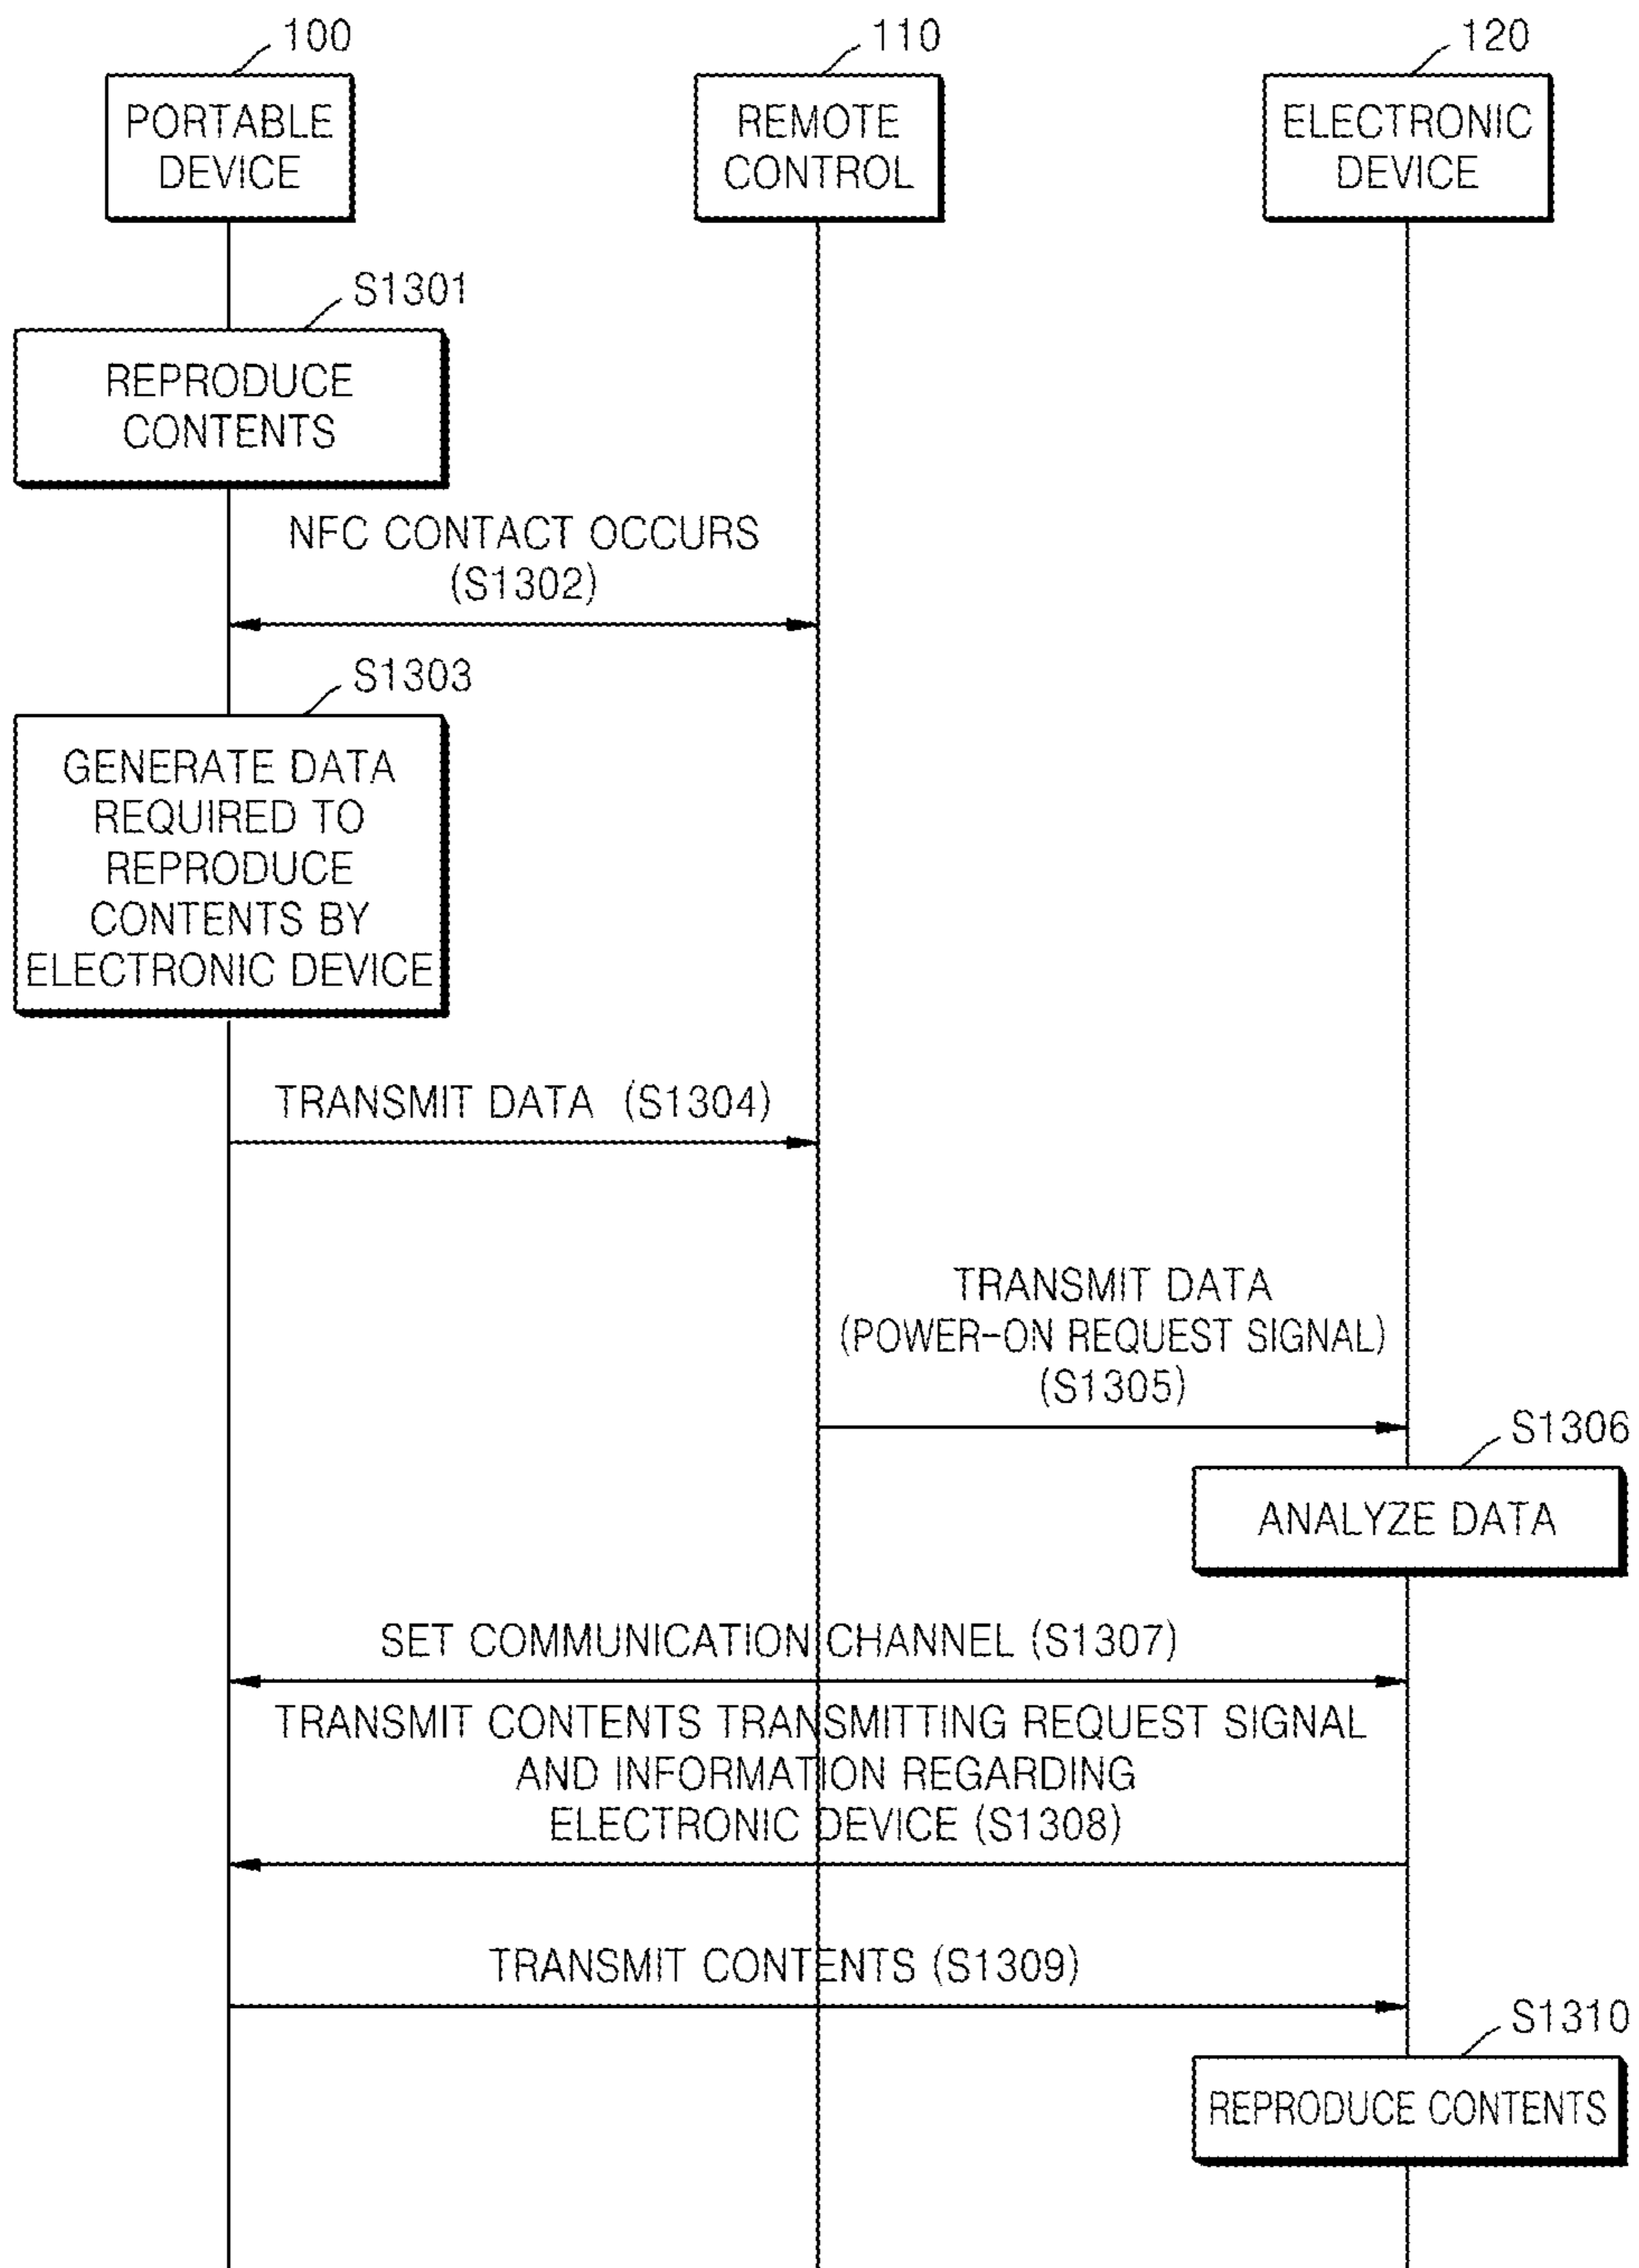 100
110
120
PORTABLE
DEVICE
REMOTE
CONTROL
ELECTRONIC
DEVICE
S1301
REPRODUCE
CONTENTS
NFC CONTACT OCCURS
(S1302)
S1303
GENERATE DATA
REQUIRED TO
REPRODUCE
CONTENTS BY
ELECTRONIC DEVICE
TRANSMIT DATA (S1304)
TRANSMIT DATA
(POWER-ON REQUEST SIGNAL)
(S1305)
S1306
ANALYZE DATA
SET COMMUNICATION CHANNEL (S1307)
TRANSMIT CONTENTS TRANSMITTING REQUEST SIGNAL
AND INFORMATION REGARDING
ELECTRONIC DEVICE (S1308)
TRANSMIT CONTENTS (S1309)
S1310
REPRODUCE CONTENTS